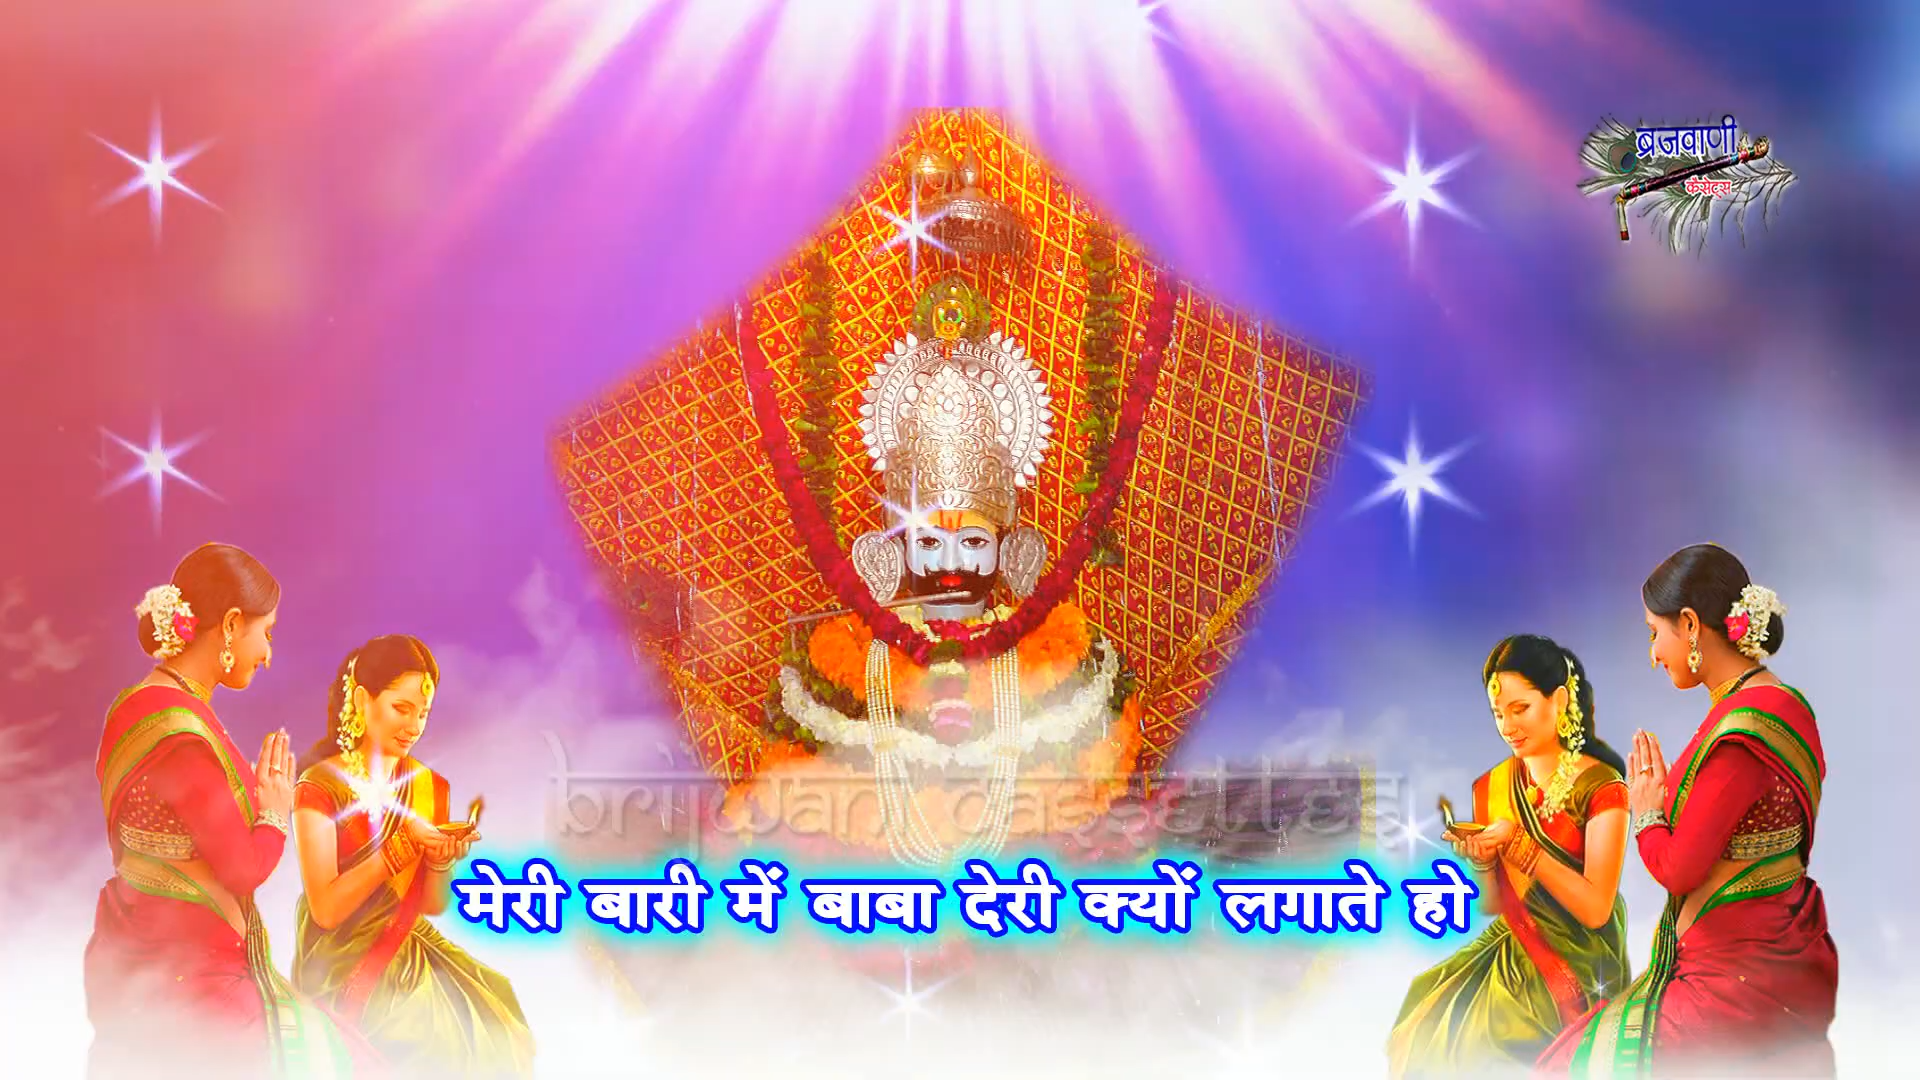 ब्रजवाणी
कैसेट्स
Brijwani Cassettes
मेरी बारी में बाबा देरी क्यों लगाते हो